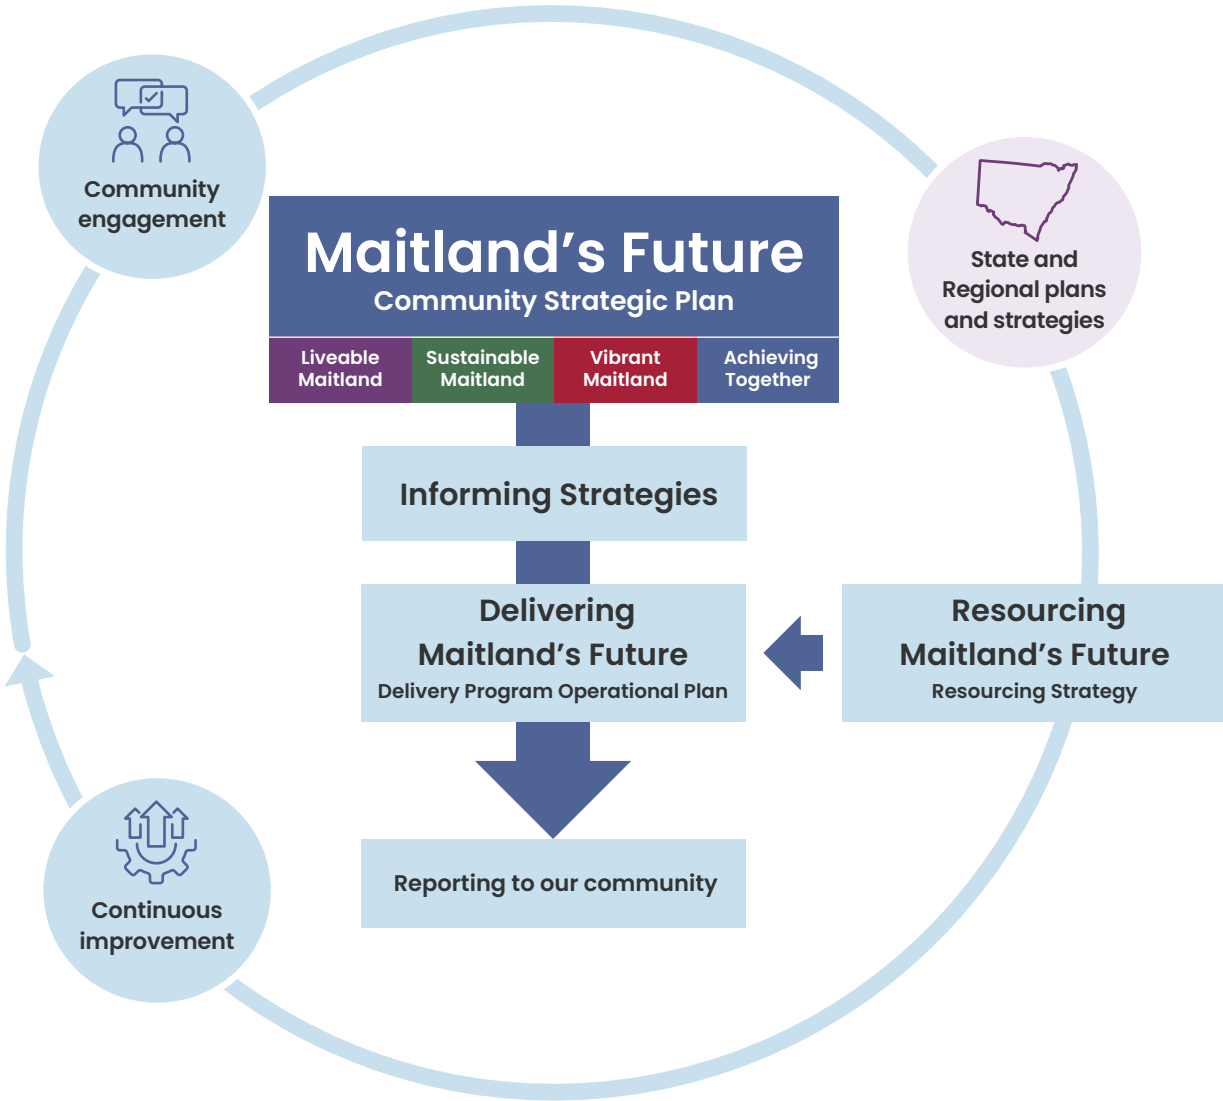 Community
engagement
Maitland’s Future
Community Strategic Plan
State and
Regional plans
and strategies
Liveable
Maitland
Sustainable
Maitland
Vibrant
Maitland
Achieving
Together
Informing Strategies
Delivering
Maitland’s Future
Delivery Program Operational Plan
Resourcing
Maitland’s Future
Resourcing Strategy
Reporting to our community
Continuous
improvement